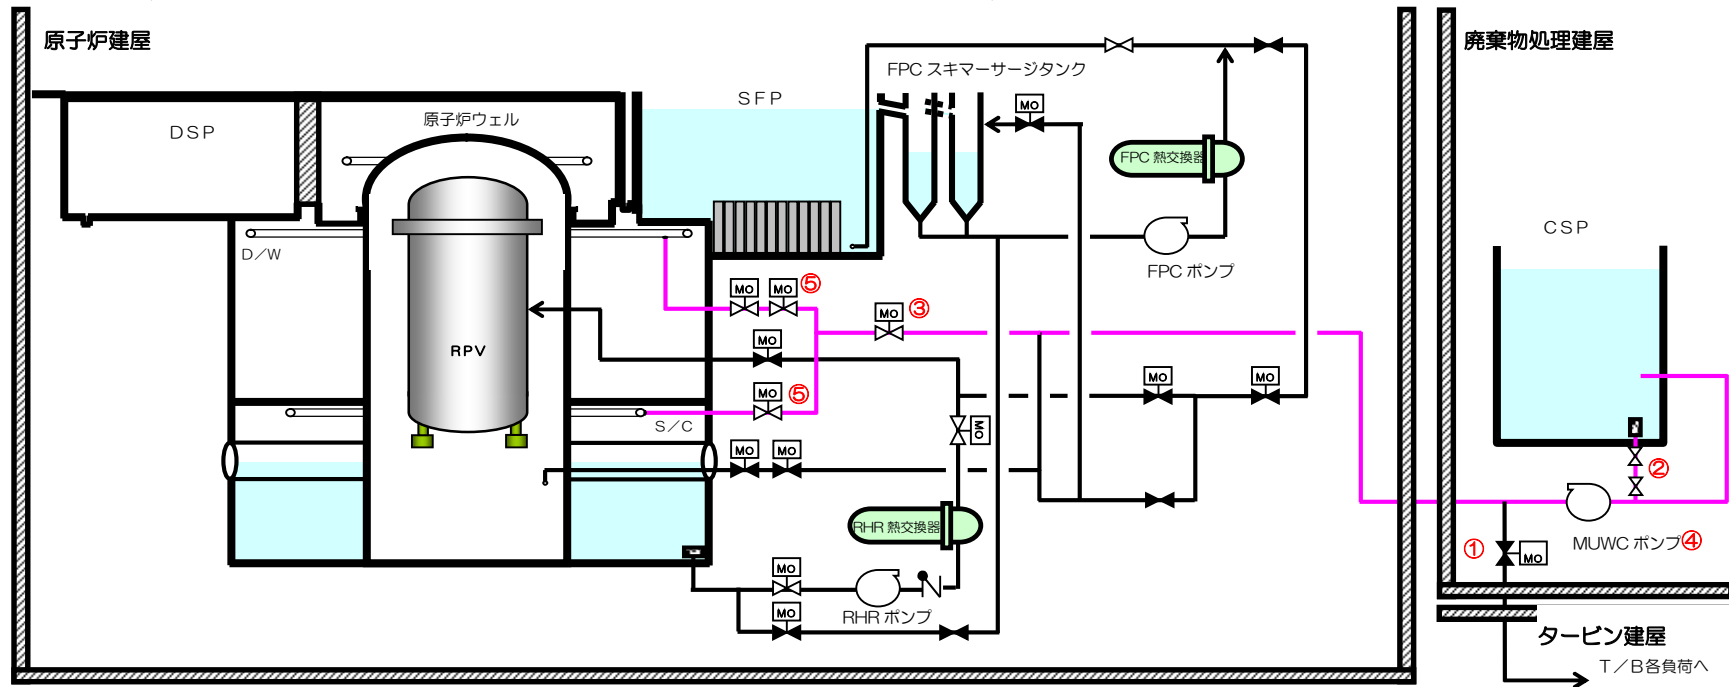 原子炉建屋
廃棄物処理建屋
FPC スキマーサージタンク
SFP
MO
原子炉ウェル
DSP
FPC 熱交換器
CSP
D/W
FPC ポンプ
MO
MO
⑤
MO
③
MO
RPV
MO
MO
MO
⑤
S/C
MO
MO
MO
②
RHR 熱交換器
MUWC ポンプ④
①
MO
MO
MO
RHR ポンプ
タービン建屋
T/B各負荷へ